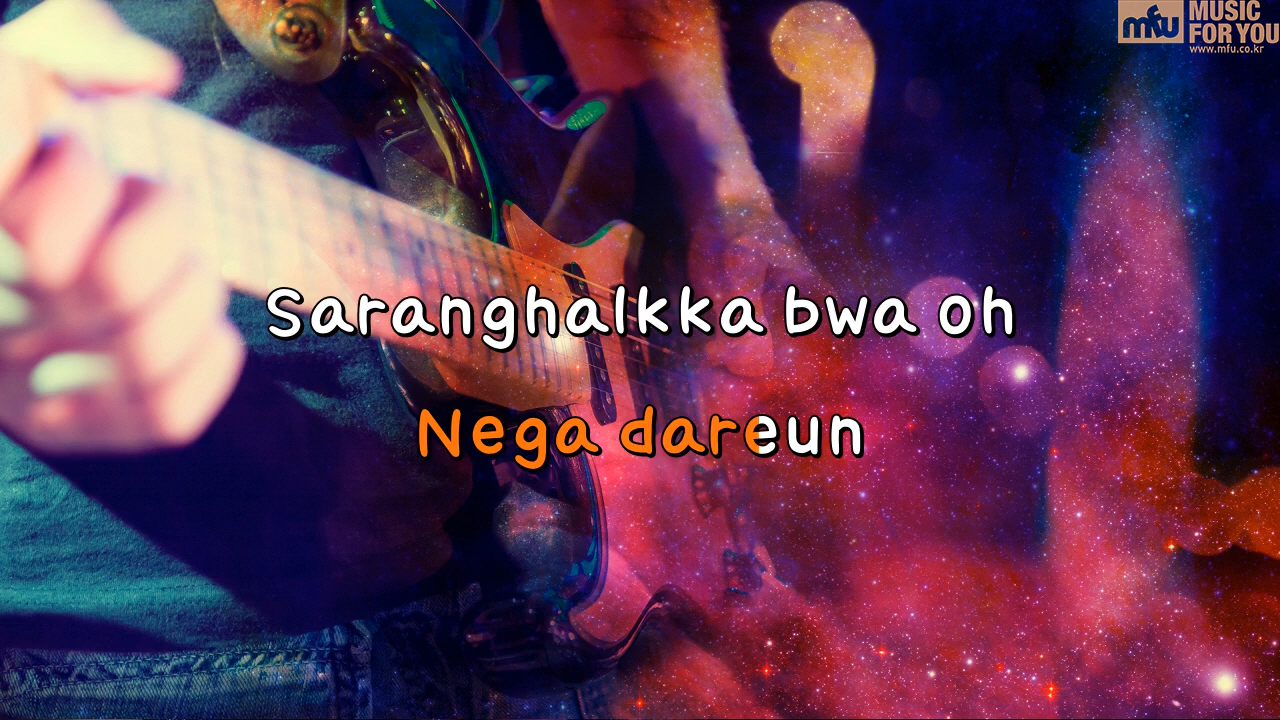 mfu MUSIC
FOR YOU
www.mfu.co.kr
Saranghalkka bwa oh
Nega dareun